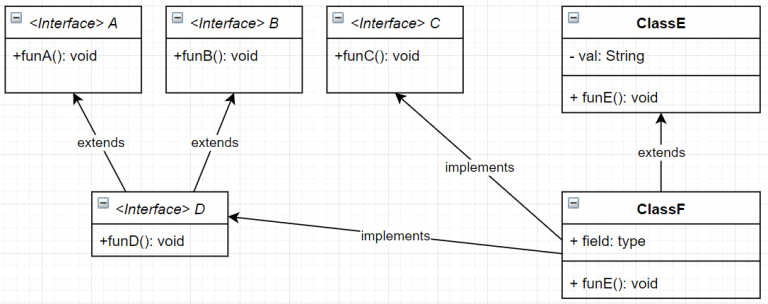 <Interface> A
+funA(): void
<Interface> B
+funB(): void
<Interface> C
+funC(): void
ClassE
- val: String
+ funE(): void
extends
extends
implements
extends
<Interface> D
+funD(): void
implements
ClassF
+ field: type
+ funE(): void